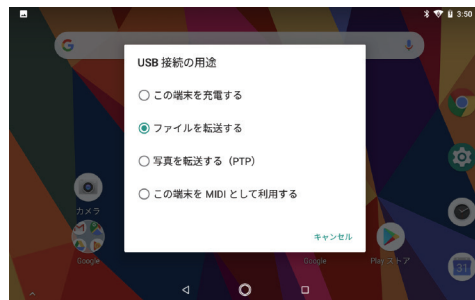 3:50
USB 接続の用途
この端末を充電する
ファイルを転送する
写真を転送する（PTP）
この端末を MIDI として利用する
キャンセル
カメラ
Google
Google
Play ストア
31